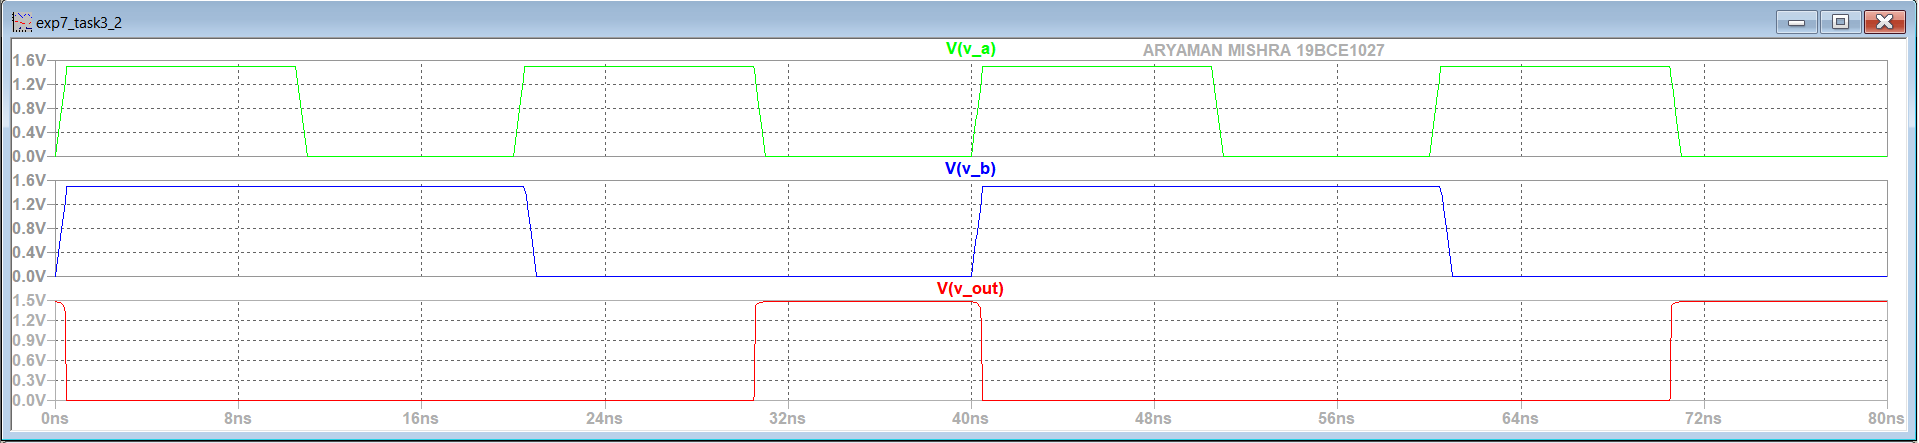 exp7_task3_2
V(v_a) ARYAMAN MISHRA 19BCE1027
1.6V
1.2V
0.8V
0.4V
0.0V
V(v_b)
1.6V
1.2V
0.8V
0.4V
0.0V
V(v_out)
1.5V
1.2V
0.9V
0.6V
0.3V
0.0V
0ns 8ns 16ns 24ns 32ns 40ns 48ns 56ns 64ns 72ns 80ns